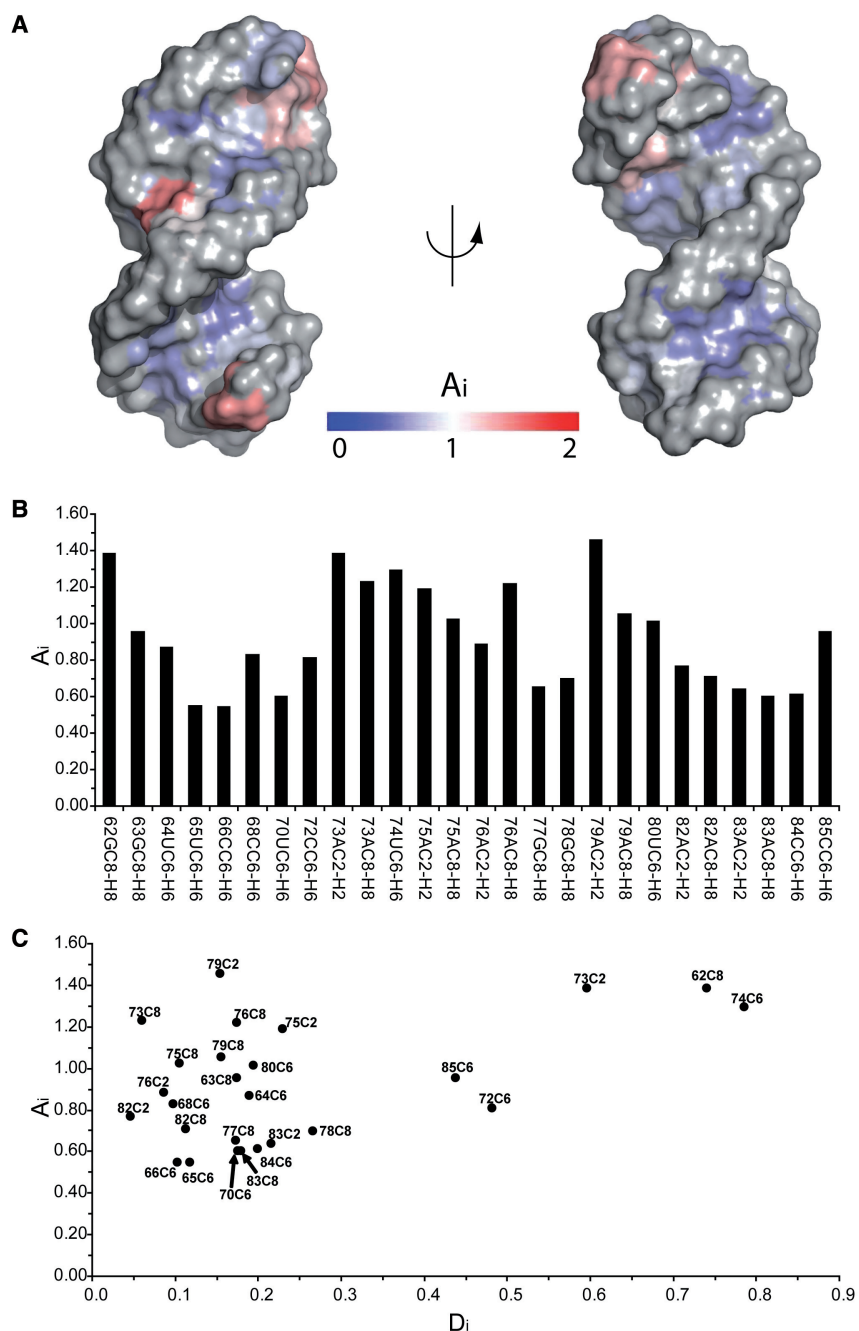 A
Ai
0 1 2
B
Ai
1.60
1.40
1.20
1.00
0.80
0.60
0.40
0.20
0.00
62GC8-H8
63GC8-H8
64UC6-H6
65UC6-H6
66CC6-H6
68CC6-H6
70UC6-H6
72CC6-H6
73AC2-H2
73AC8-H8
74UC6-H6
75AC2-H2
75AC8-H8
76AC2-H2
76AC8-H8
77GC8-H8
78GC8-H8
79AC2-H2
79AC8-H8
80UC6-H6
82AC2-H2
82AC8-H8
83AC2-H2
83AC8-H8
84CC6-H6
85CC6-H6
C
Ai
1.60
1.40
1.20
1.00
0.80
0.60
0.40
0.20
0.00
79C2
73C2
62C8
74C6
73C8
76C8
75C2
75C8
79C8
80C6
85C6
76C2
63C8
64C6
72C6
82C2
68C6
82C8
77C8
83C2
78C8
66C6
65C6
84C6
70C6
83C8
0.0 0.1 0.2 0.3 0.4 0.5 0.6 0.7 0.8 0.9
Di